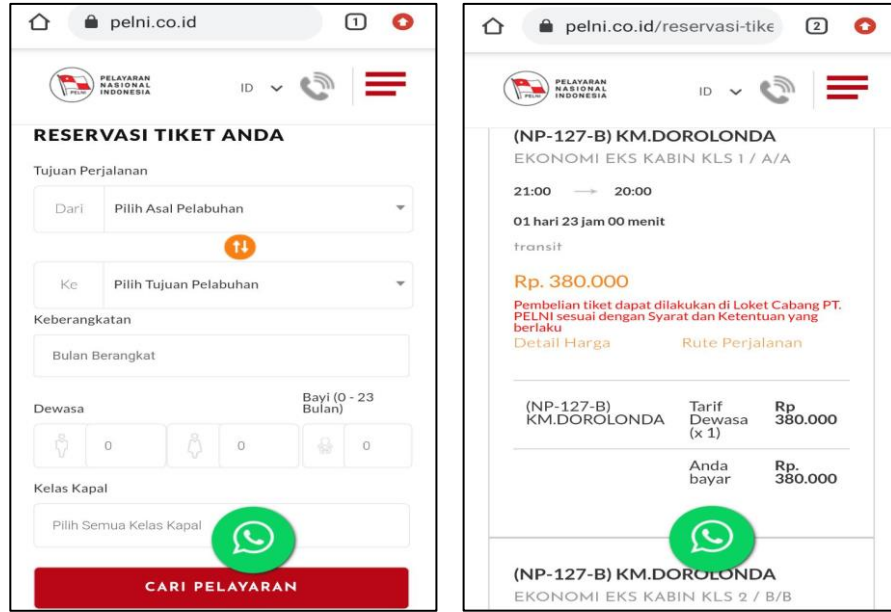 pelni.co.id
1
PELAYARAN
NASIONAL
INDONESIA
PELNI
ID
RESERVASI TIKET ANDA
Tujuan Perjalanan
Dari Pilih Asal Pelabuhan
Ke Pilih Tujuan Pelabuhan
Keberangkatan
Bulan Berangkat
Dewasa
Bayi (0 - 23
Bulan)
0 0 0
Kelas Kapal
Pilih Semua Kelas Kapal
CARI PELAYARAN
pelni.co.id/reservasi-tike
2
PELAYARAN
NASIONAL
INDONESIA
PELNI
ID
(NP-127-B) KM.DOROLONDA
EKONOMI EKS KABIN KLS 1 / A/A
21:00 → 20:00
01 hari 23 jam 00 menit
transit
Rp. 380.000
Pembelian tiket dapat dilakukan di Loket Cabang PT.
PELNI sesuai dengan Syarat dan Ketentuan yang
berlaku
Detail Harga Rute Perjalanan
(NP-127-B)
KM.DOROLONDA
Tarif
Dewasa
(x 1)
Rp
380.000
Anda
bayar
Rp.
380.000
(NP-127-B) KM.DOROLONDA
EKONOMI EKS KABIN KLS 2 / B/B